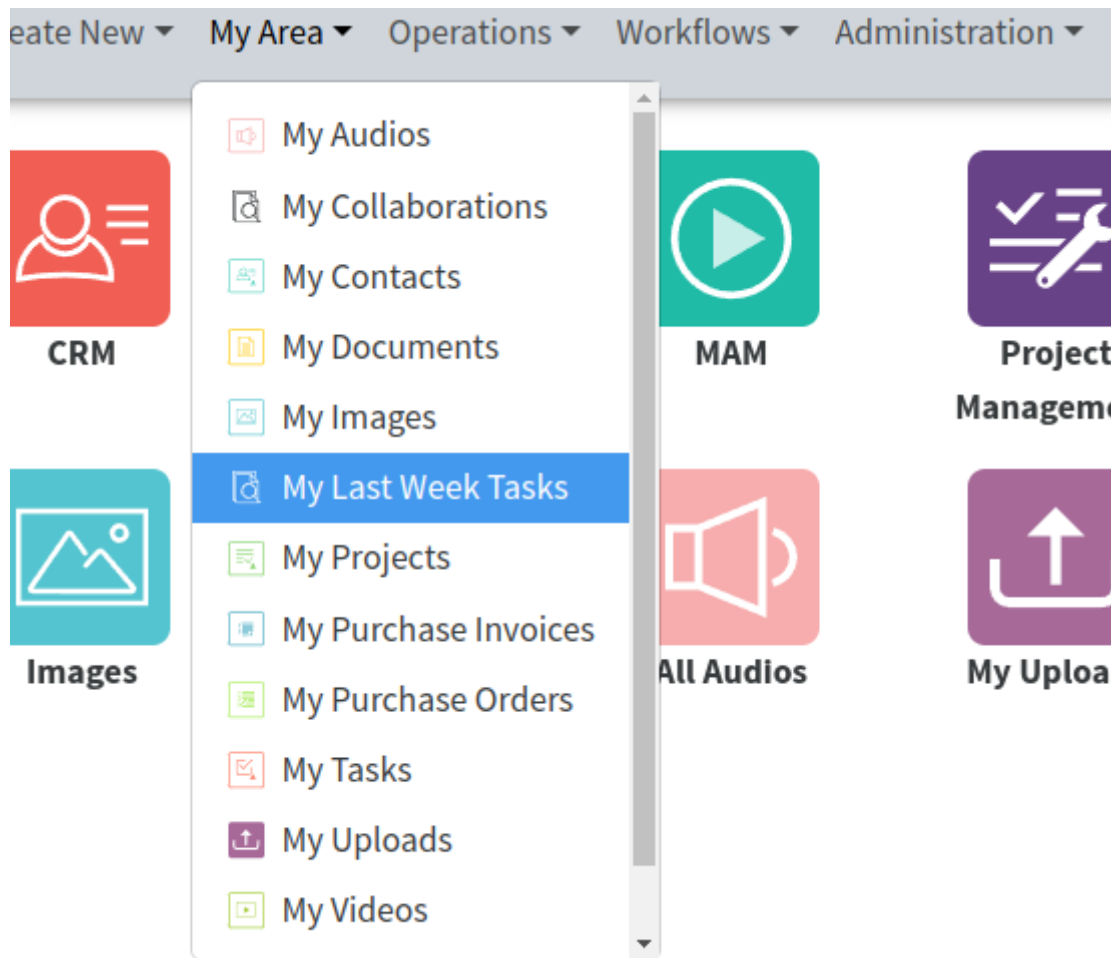 eate New
My Area
Operations
Workflows
Administration
My Audios
My Collaborations
My Contacts
My Documents
My Images
My Last Week Tasks
My Projects
My Purchase Invoices
My Purchase Orders
My Tasks
My Uploads
My Videos
CRM
MAM
Project
Manageme
Images
All Audios
My Uploa